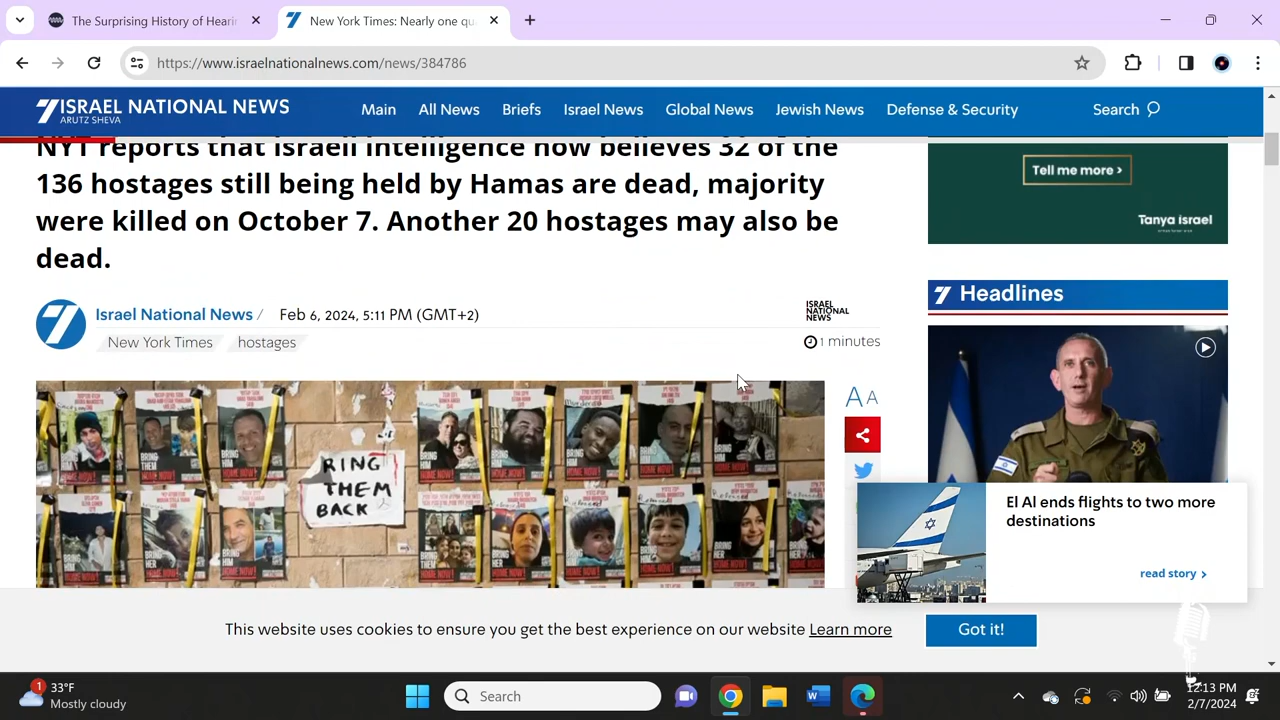 The Surprising History of Heari
New York Times: Nearly one qu
https://www.israelnationalnews.com/news/384786
ISRAEL NATIONAL NEWS
ARUTZ SHEVA
Main
All News
Briefs
Israel News
Global News
Jewish News
Defense & Security
Search
NYT reports that Israeli intelligence now believes 32 of the
136 hostages still being held by Hamas are dead, majority
were killed on October 7. Another 20 hostages may also be
dead.
Tell me more >
Tanya israel
Israel National News /
Feb 6, 2024, 5:11 PM (GMT+2)
ISRAEL
NATIONAL
NEWS
New York Times
hostages
1 minutes
Headlines
A A
RING
THEM
BACK
El Al ends flights to two more
destinations
read story >
This website uses cookies to ensure you get the best experience on our website Learn more
Got it!
1
33°F
Mostly cloudy
Search
12:13 PM
2/7/2024